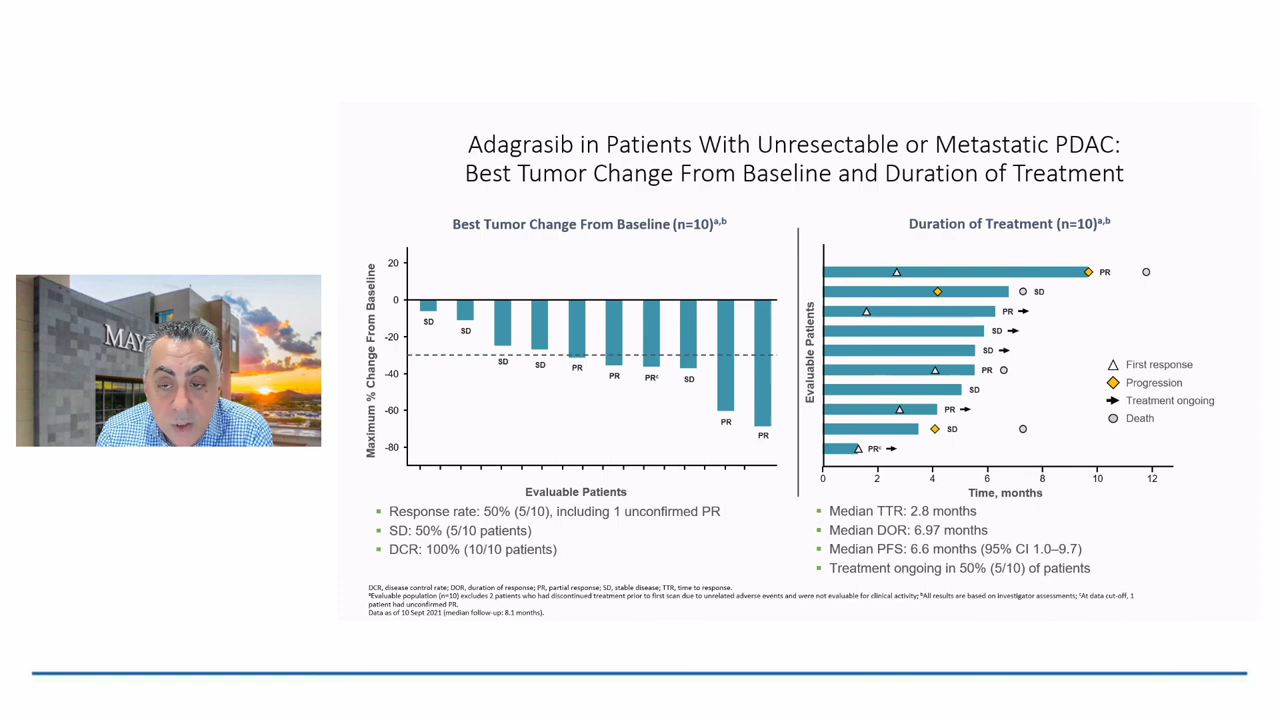 Adagrasib in Patients With Unresectable or Metastatic PDAC:
Best Tumor Change From Baseline and Duration of Treatment
Best Tumor Change From Baseline (n=10)a,b
Maximum % Change From Baseline
20
0
-20
-40
-60
-80
SD
SD
SD
SD
PR
PR
PRc
SD
PR
PR
Evaluable Patients
Response rate: 50% (5/10), including 1 unconfirmed PR
SD: 50% (5/10 patients)
DCR: 100% (10/10 patients)
Duration of Treatment (n=10)a,b
Evaluable Patients
PR
SD
PR
SD
SD
PR
SD
PR
SD
PRc
First response
Progression
Treatment ongoing
Death
0 2 4 6 8 10 12
Time, months
Median TTR: 2.8 months
Median DOR: 6.97 months
Median PFS: 6.6 months (95% CI 1.0–9.7)
Treatment ongoing in 50% (5/10) of patients
DCR, disease control rate; DOR, duration of response; PR, partial response; SD, stable disease; TTR, time to response.
aEvaluable population (n=10) excludes 2 patients who had discontinued treatment prior to first scan due to unrelated adverse events and were not evaluable for clinical activity; bAll results are based on investigator assessments; cAt data cut-off, 1
patient had unconfirmed PR.
Data as of 10 Sept 2021 (median follow-up: 8.1 months).
MAY